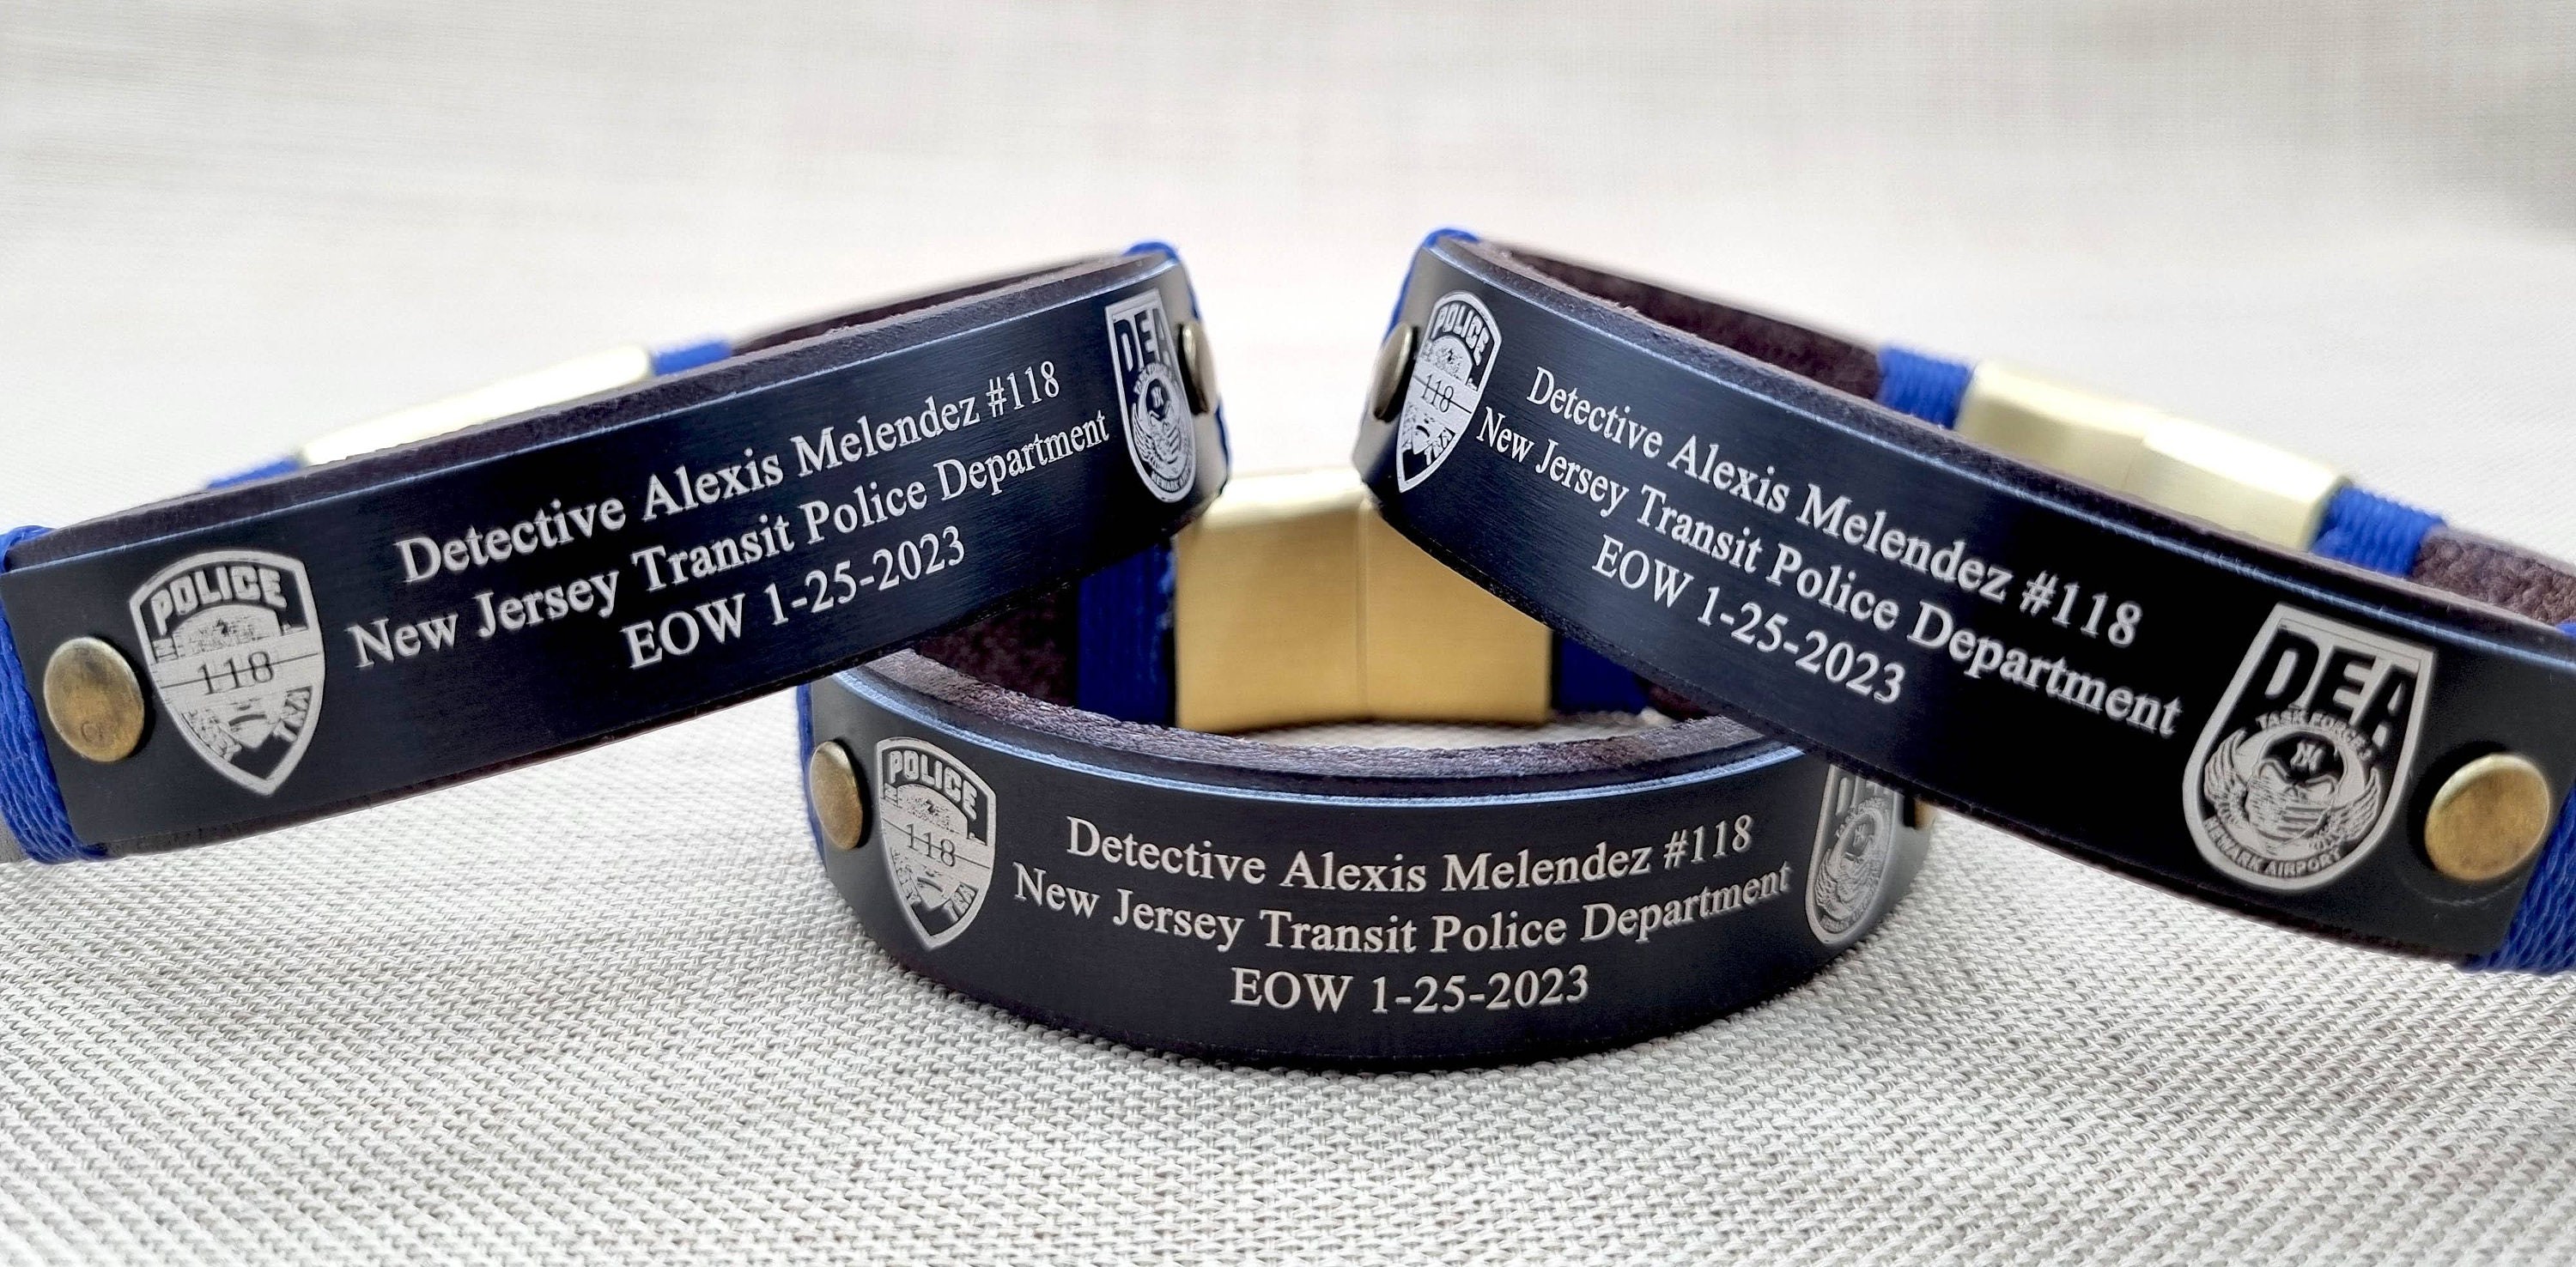 POLICE
118
Detective Alexis Melendez #118
New Jersey Transit Police Department
EOW 1-25-2023
DEA
TASK FORCE
POLICE
118
Detective Alexis Melendez #118
New Jersey Transit Police Department
EOW 1-25-2023
DEA
TASK FORCE
NEWARK AIRPORT
POLICE
118
Detective Alexis Melendez #118
New Jersey Transit Police Department
EOW 1-25-2023